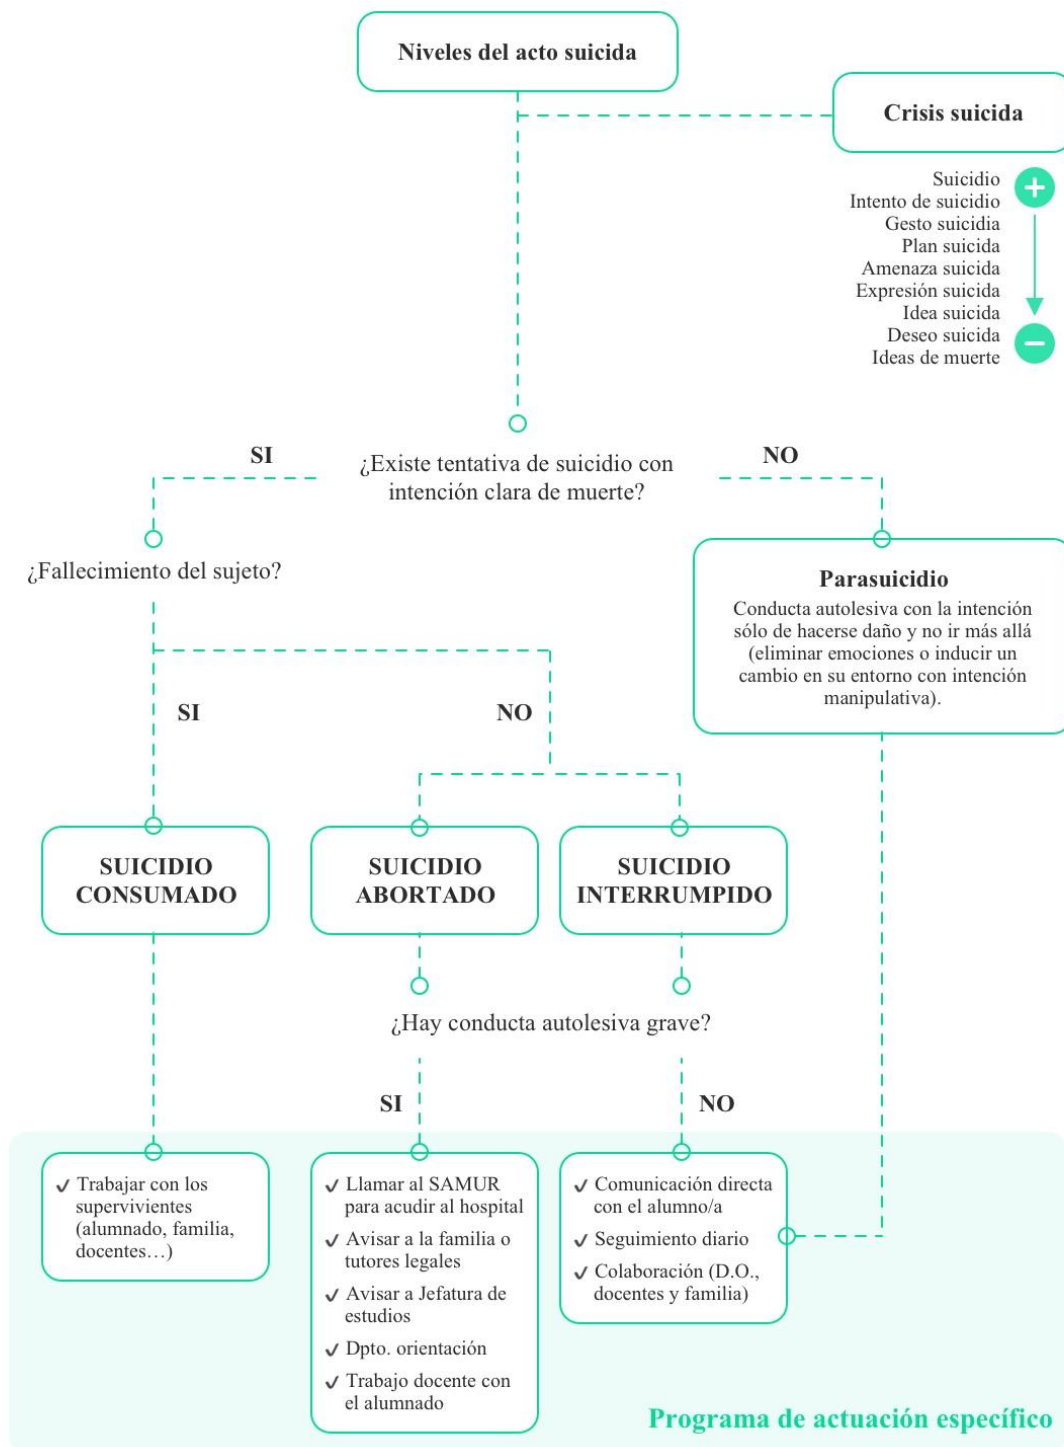 Niveles del acto suicida
Crisis suicida
Suicidio
Intento de suicidio
Gesto suicidia
Plan suicida
Amenaza suicida
Expresión suicida
Idea suicida
Deseo suicida
Ideas de muerte
SI
¿Existe tentativa de suicidio con
intención clara de muerte?
NO
¿Fallecimiento del sujeto?
Parasuicidio
Conducta autolesiva con la intención
sólo de hacerse daño y no ir más allá
(eliminar emociones o inducir un
cambio en su entorno con intención
manipulativa).
SI
NO
SUICIDIO
CONSUMADO
SUICIDIO
ABORTADO
SUICIDIO
INTERRUMPIDO
¿Hay conducta autolesiva grave?
SI
NO
✓ Trabajar con los
supervivientes
(alumnado, familia,
docentes…)
✓ Llamar al SAMUR
para acudir al hospital
✓ Avisar a la familia o
tutores legales
✓ Avisar a Jefatura de
estudios
✓ Dpto. orientación
✓ Trabajo docente con
el alumnado
✓ Comunicación directa
con el alumno/a
✓ Seguimiento diario
✓ Colaboración (D.O.,
docentes y familia)
Programa de actuación específico